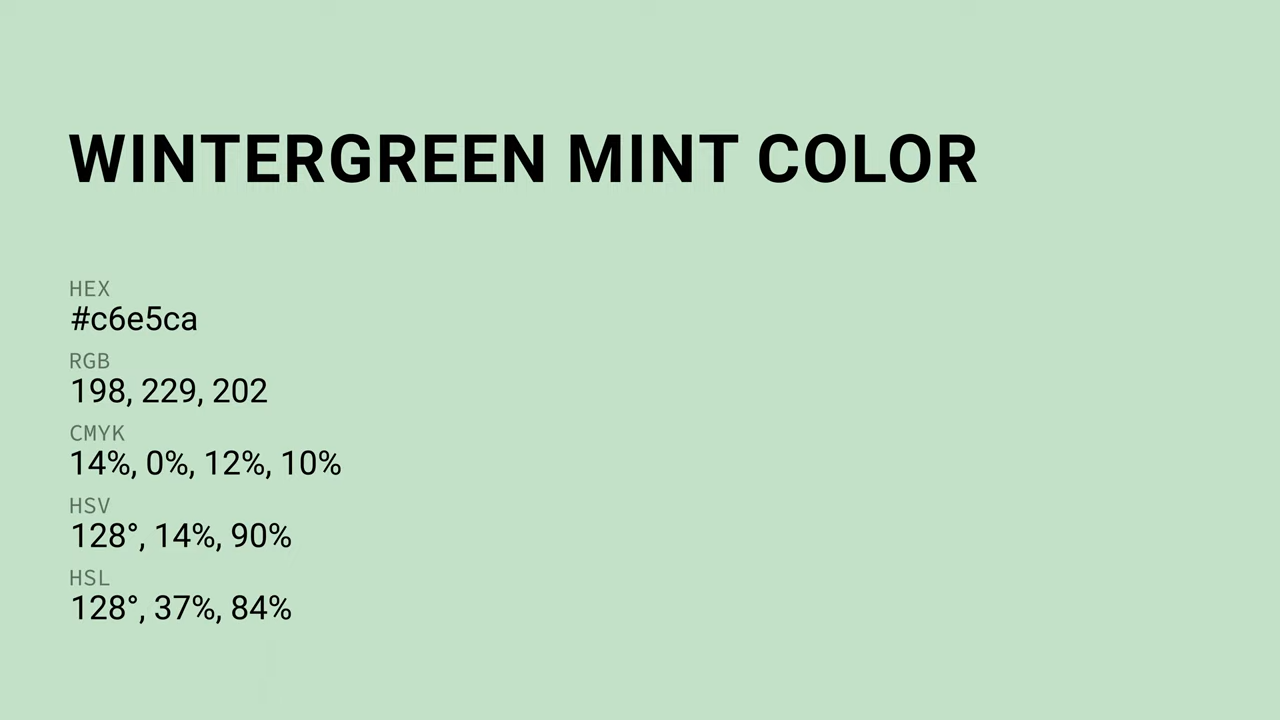 WINTERGREEN MINT COLOR
HEX
#c6e5ca
RGB
198, 229, 202
CMYK
14%, 0%, 12%, 10%
HSV
128°, 14%, 90%
HSL
128°, 37%, 84%